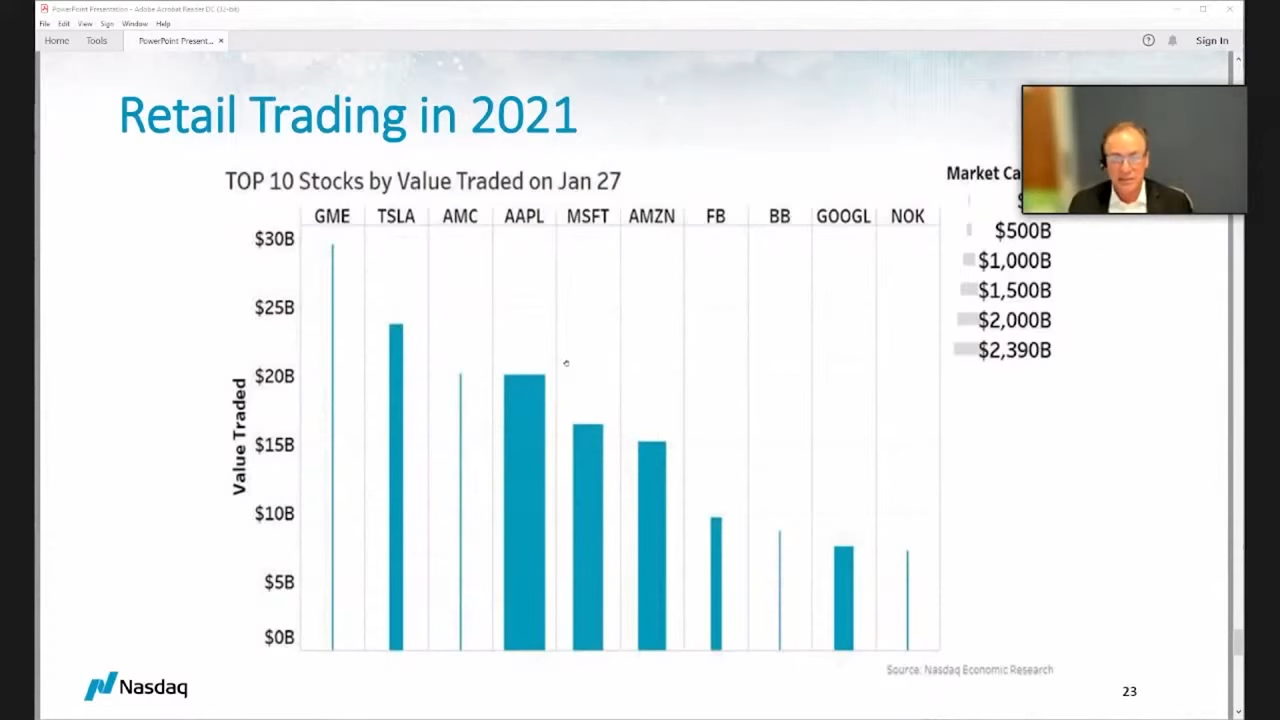 PowerPoint Presentation - Adobe Acrobat Reader DC (32-bit)
File Edit View Sign Window Help
Home Tools PowerPoint Present... × Sign In
Retail Trading in 2021
TOP 10 Stocks by Value Traded on Jan 27
Market Ca
GME TSLA AMC AAPL MSFT AMZN FB BB GOOGL NOK
$30B
$25B
$20B
$15B
$10B
$5B
$0B
Value Traded
$500B
$1,000B
$1,500B
$2,000B
$2,390B
Source: Nasdaq Economic Research
Nasdaq
23